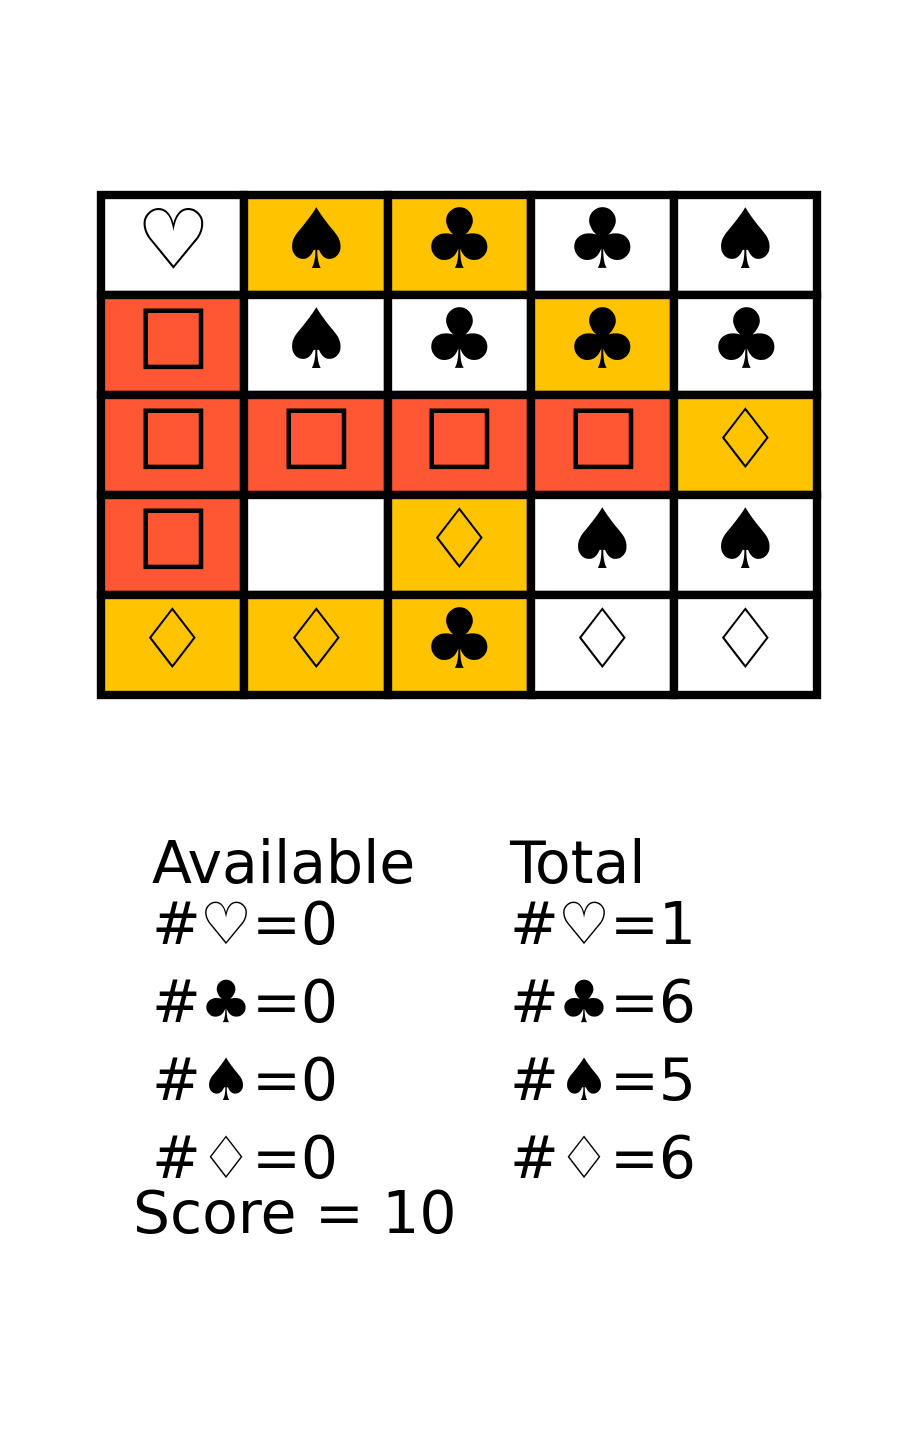 ♡ ♠ ♣ ♣ ♠
□ ♠ ♣ ♣ ♣
□ □ □ □ ♢
□ ♢ ♠ ♠
♢ ♢ ♣ ♢ ♢
Available Total
#♡=0 #♡=1
#♣=0 #♣=6
#♠=0 #♠=5
#♢=0 #♢=6
Score = 10